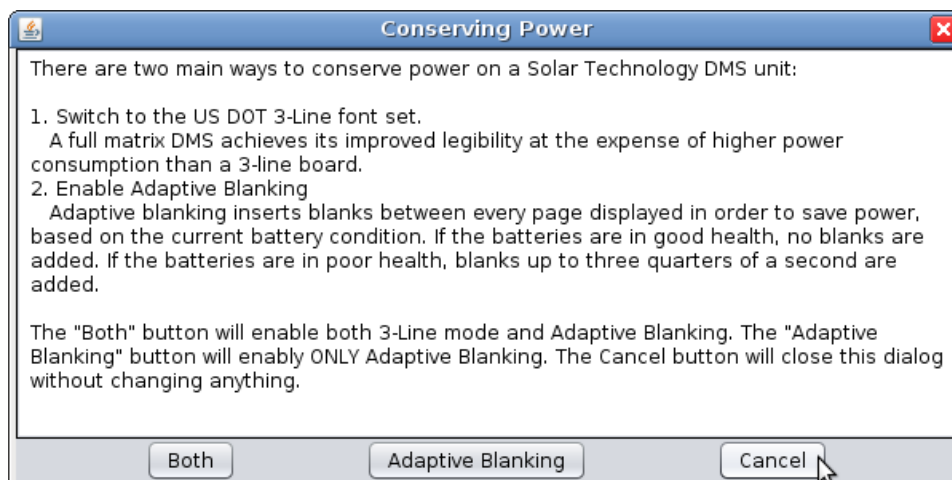 Conserving Power
There are two main ways to conserve power on a Solar Technology DMS unit:
1. Switch to the US DOT 3-Line font set.
A full matrix DMS achieves its improved legibility at the expense of higher power
consumption than a 3-line board.
2. Enable Adaptive Blanking
Adaptive blanking inserts blanks between every page displayed in order to save power,
based on the current battery condition. If the batteries are in good health, no blanks are
added. If the batteries are in poor health, blanks up to three quarters of a second are
added.
The "Both" button will enable both 3-Line mode and Adaptive Blanking. The "Adaptive
Blanking" button will enably ONLY Adaptive Blanking. The Cancel button will close this dialog
without changing anything.
Both Adaptive Blanking Cancel